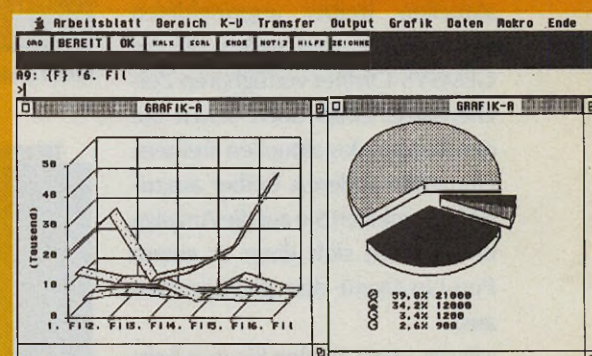 Arbeitsblatt Bereich K-U Transfer Output Grafik Daten Makro Ende
ORD BEREIT OK KALK SCAL ENDE NOTIZ HILFE ZEICHNE
A9: {F} '6. Fil
>
GRAFIK-A
GRAFIK-A
50
40
30
20
10
0
(Tausend)
1. Fil2. Fil3. Fil4. Fil5. Fil6. Fil
59,8% 21000
34,2% 12000
3,4% 1200
2,6% 900